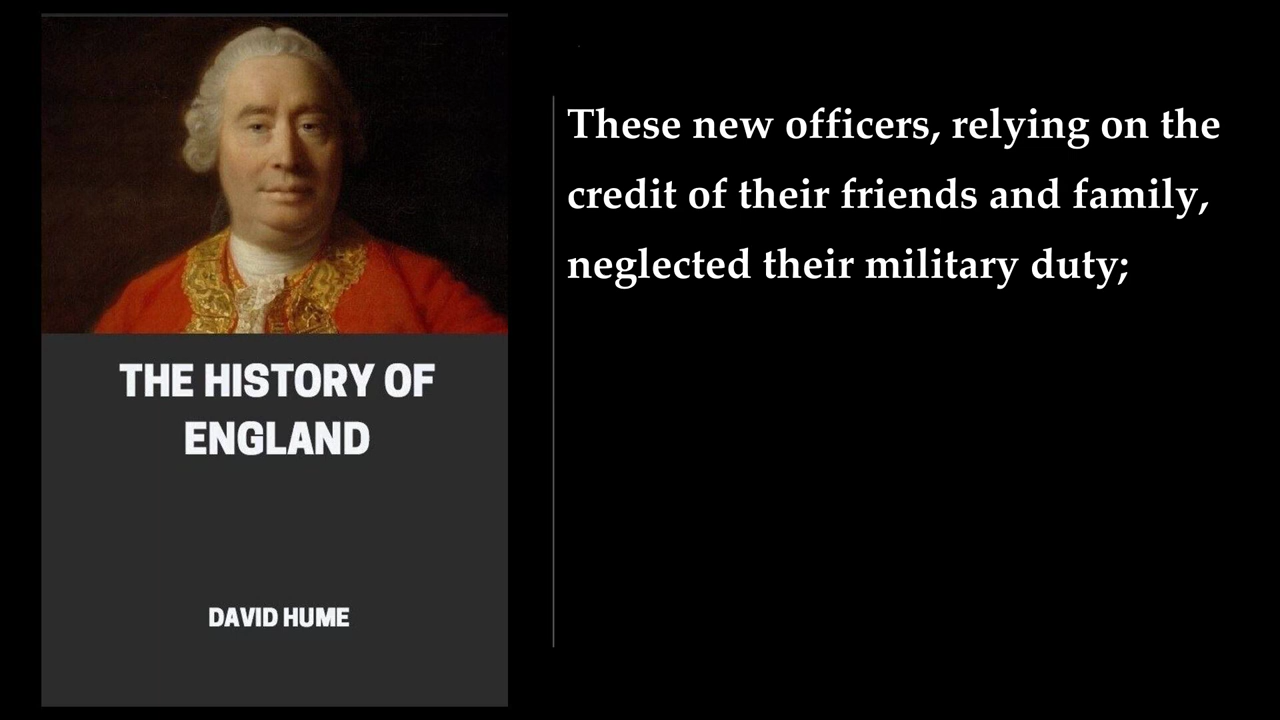 THE HISTORY OF
ENGLAND
DAVID HUME
These new officers, relying on the
credit of their friends and family,
neglected their military duty;